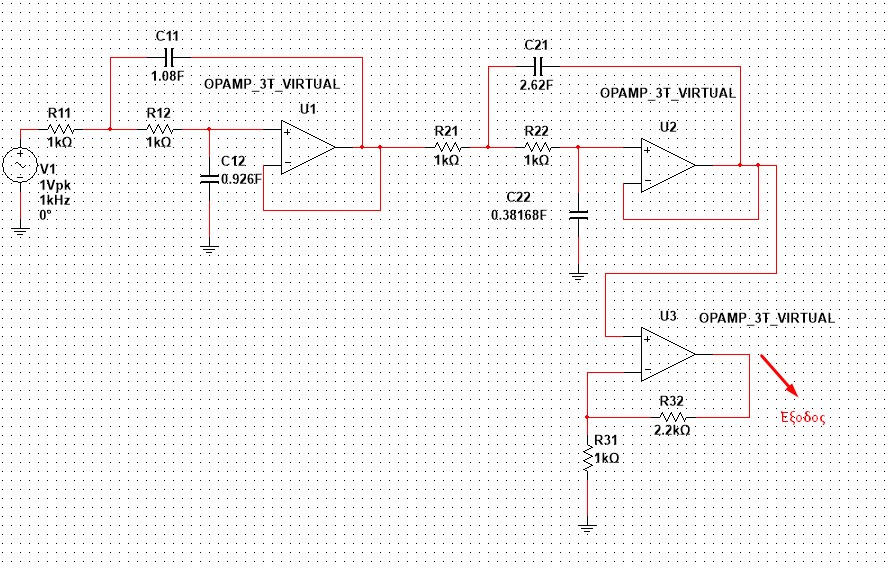 C11
1.08F
OPAMP_3T_VIRTUAL
U1
R11
1kΩ
R12
1kΩ
C12
0.926F
V1
1Vpk
1kHz
0°
C21
2.62F
OPAMP_3T_VIRTUAL
U2
R21
1kΩ
R22
1kΩ
C22
0.38168F
U3
OPAMP_3T_VIRTUAL
R32
2.2kΩ
R31
1kΩ
Έξοδος